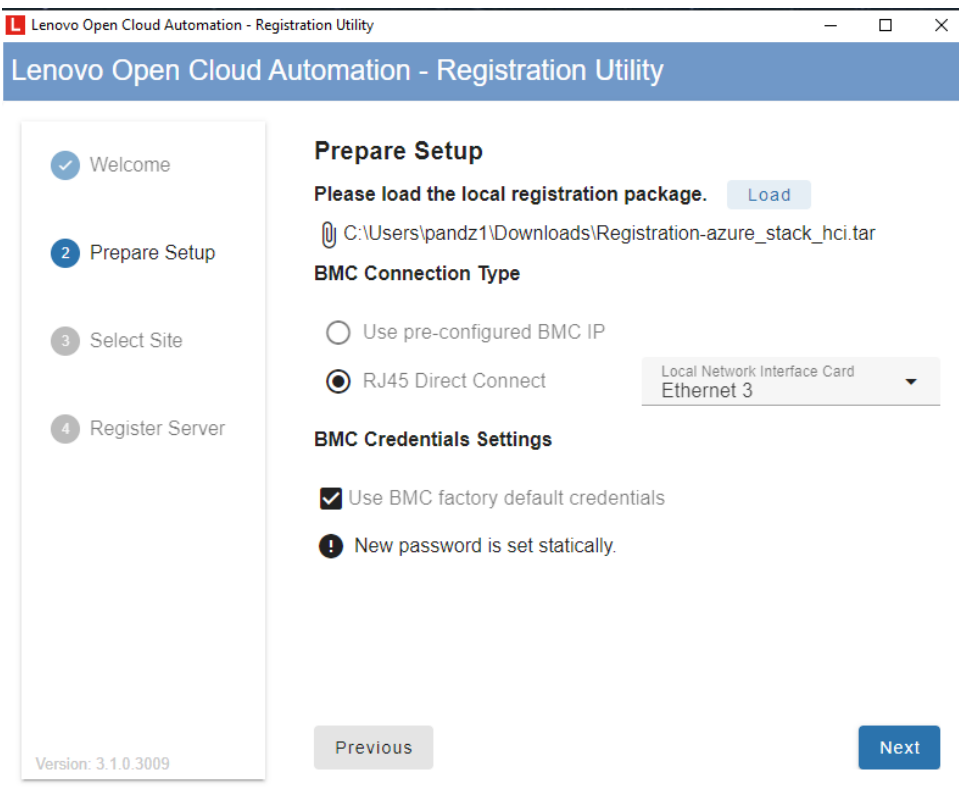 L Lenovo Open Cloud Automation - Registration Utility
Lenovo Open Cloud Automation - Registration Utility
Welcome
2 Prepare Setup
3 Select Site
4 Register Server
Version: 3.1.0.3009
Prepare Setup
Please load the local registration package. Load
C:\Users\pandz1\Downloads\Registration-azure_stack_hci.tar
BMC Connection Type
Use pre-configured BMC IP
RJ45 Direct Connect
Local Network Interface Card
Ethernet 3
BMC Credentials Settings
Use BMC factory default credentials
New password is set statically.
Previous
Next